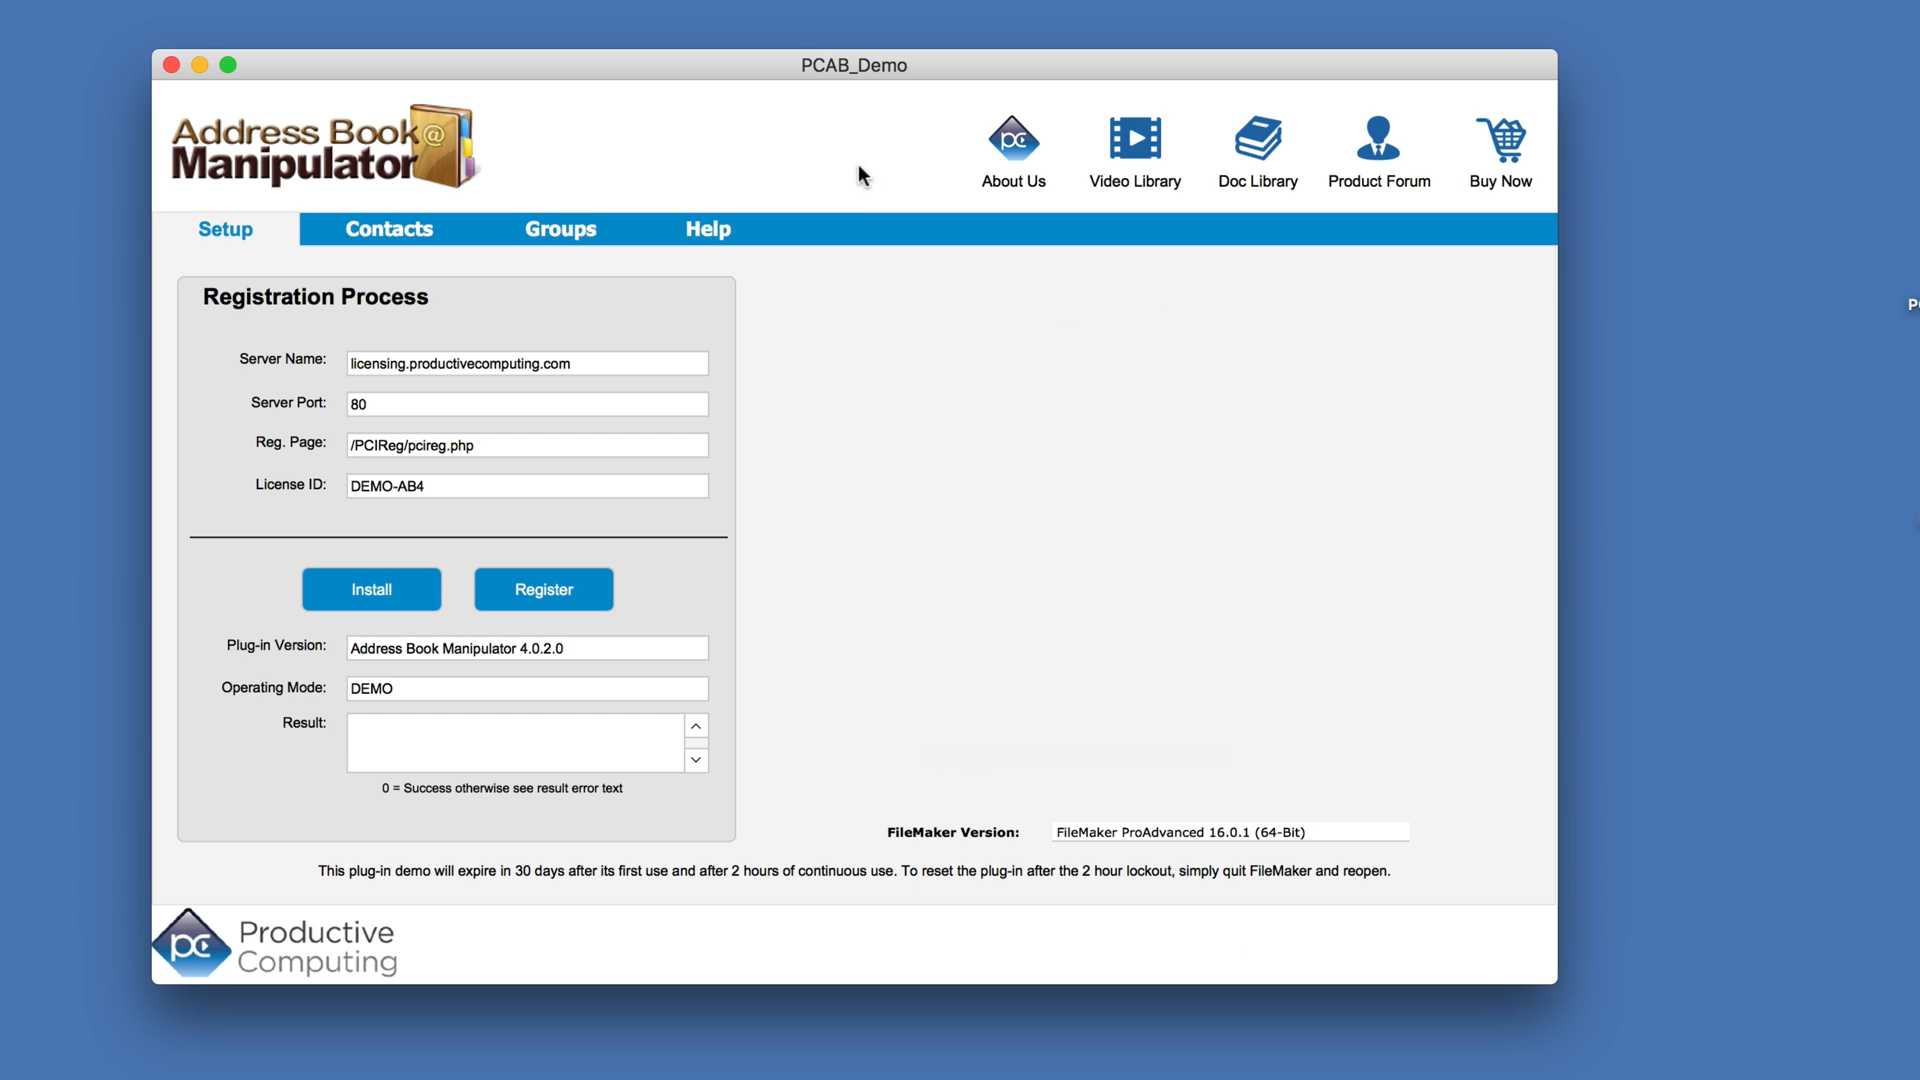 PCAB_Demo
Address Book
Manipulator
@
pc
About Us
Video Library
Doc Library
Product Forum
Buy Now
Setup
Contacts
Groups
Help
Registration Process
Server Name:
licensing.productivecomputing.com
Server Port:
80
Reg. Page:
/PCIReg/pcireg.php
License ID:
DEMO-AB4
Install
Register
Plug-in Version:
Address Book Manipulator 4.0.2.0
Operating Mode:
DEMO
Result:
0 = Success otherwise see result error text
FileMaker Version:
FileMaker ProAdvanced 16.0.1 (64-Bit)
This plug-in demo will expire in 30 days after its first use and after 2 hours of continuous use. To reset the plug-in after the 2 hour lockout, simply quit FileMaker and reopen.
pc
Productive
Computing